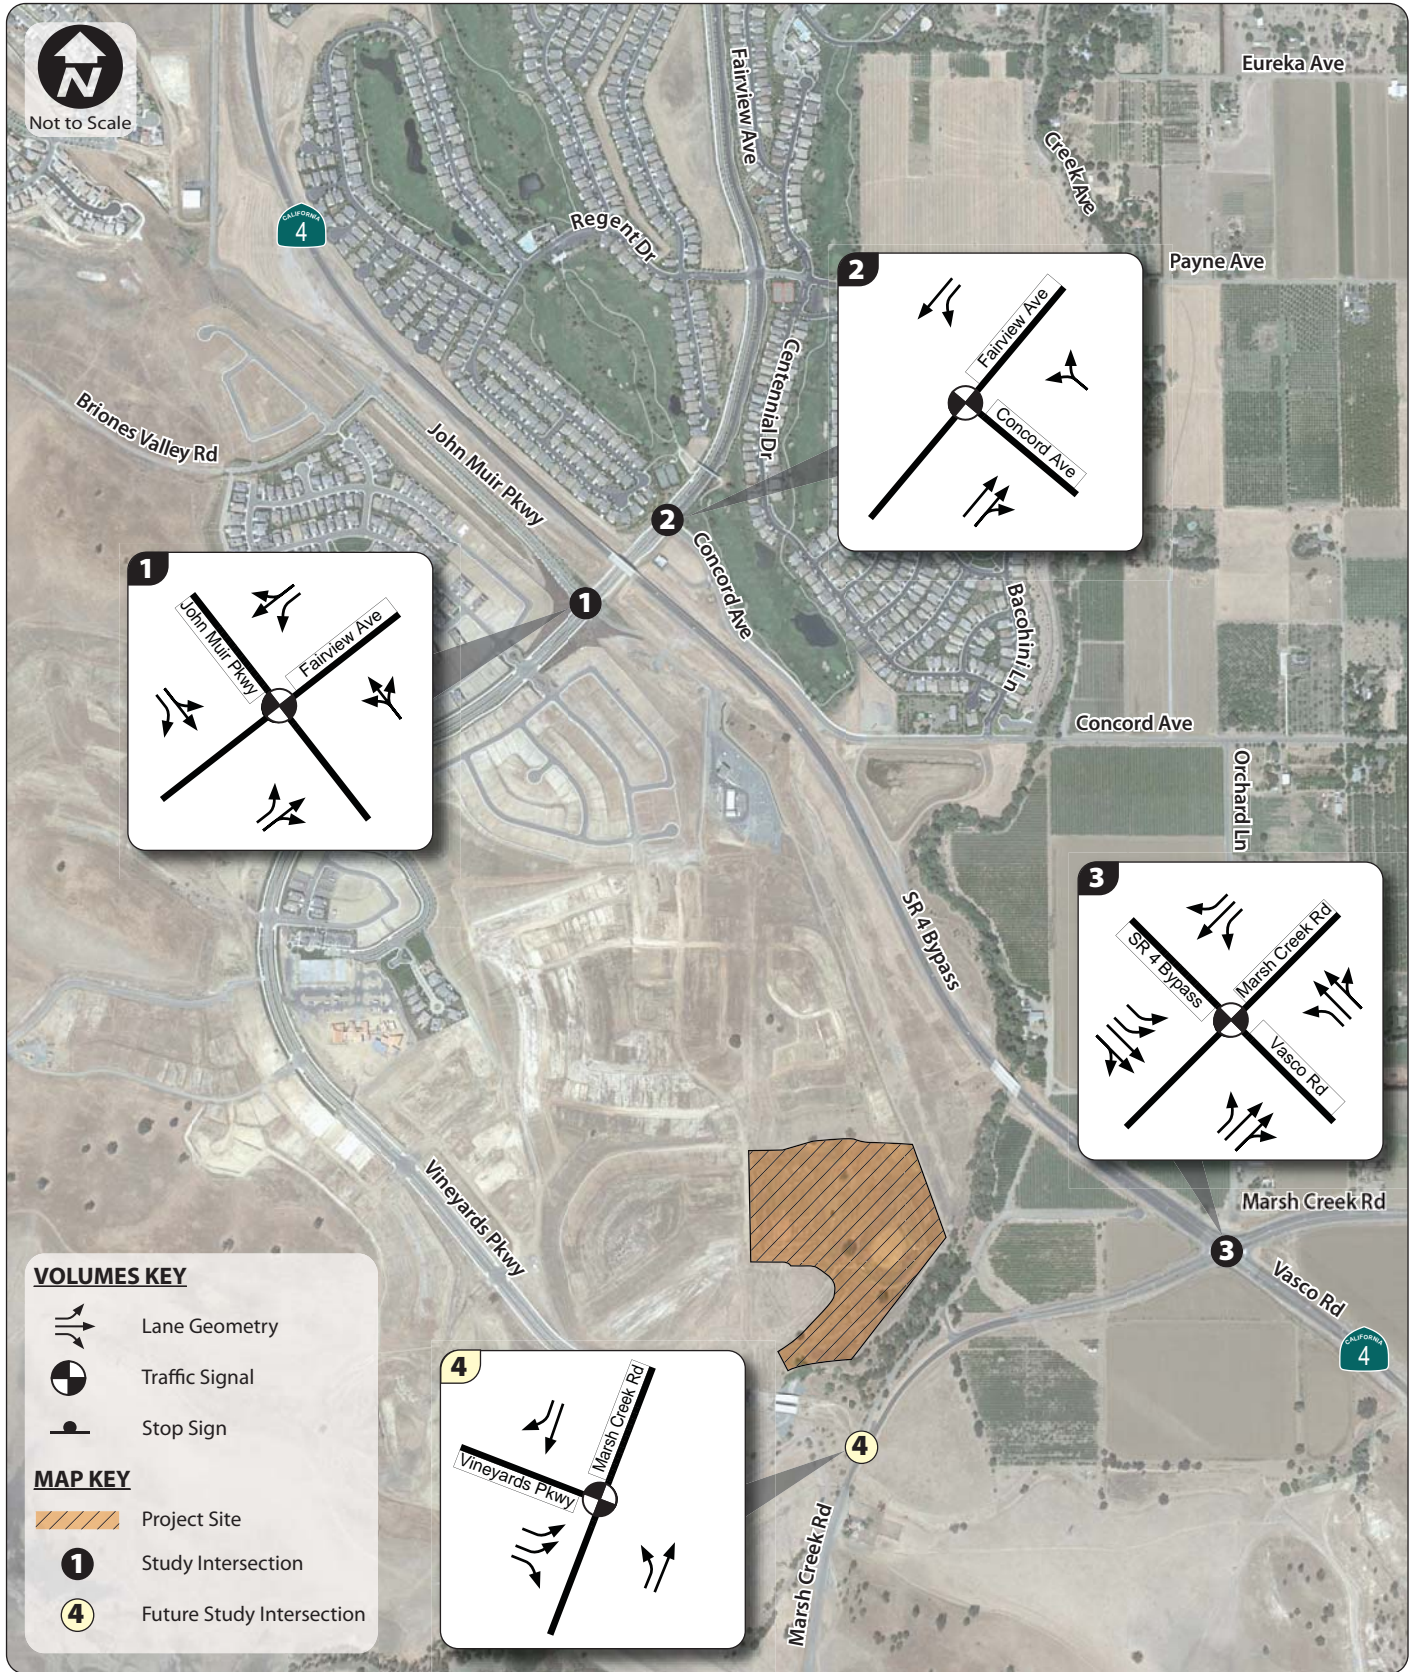 N
Not to Scale
CALIFORNIA
4
Fairview Ave
Eureka Ave
Creek Ave
Regent Dr
Payne Ave
Centennial Dr
Briones Valley Rd
John Muir Pkwy
2
Fairview Ave
Concord Ave
2
1
Concord Ave
Bacohini Ln
1
John Muir Pkwy
Fairview Ave
Concord Ave
Orchard Ln
SR 4 Bypass
3
SR 4 Bypass
Marsh Creek Rd
Vasco Rd
Marsh Creek Rd
3
Vasco Rd
CALIFORNIA
4
Vineyards Pkwy
4
Marsh Creek Rd
Vineyards Pkwy
4
Marsh Creek Rd
VOLUMES KEY
Lane Geometry
Traffic Signal
Stop Sign
MAP KEY
Project Site
1 Study Intersection
4 Future Study Intersection